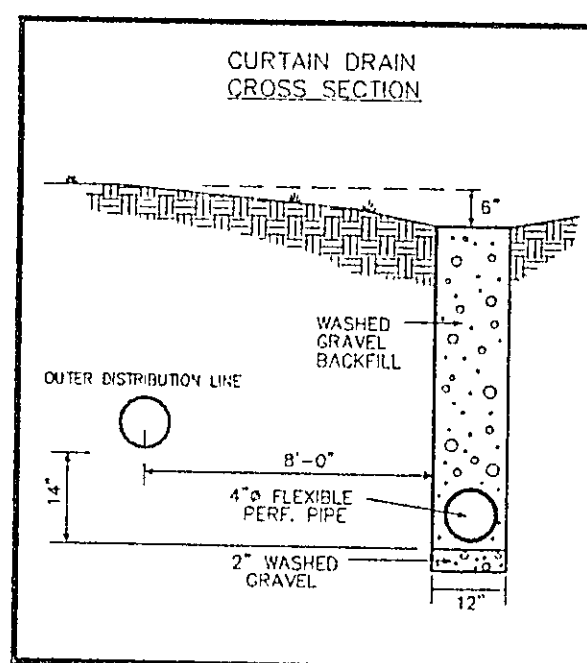 CURTAIN DRAIN
CROSS SECTION
6"
WASHED
GRAVEL
BACKFILL
OUTER DISTRIBUTION LINE
8'-0"
14"
4"ø FLEXIBLE
PERF. PIPE
2" WASHED
GRAVEL
12"